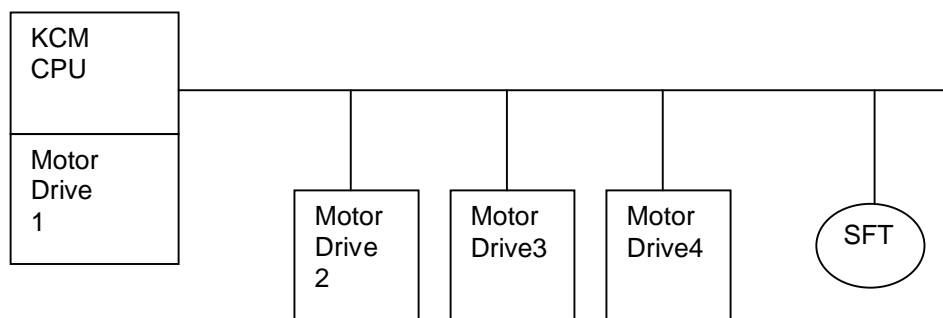 KCM
CPU
Motor
Drive
1
Motor
Drive
2
Motor
Drive3
Motor
Drive4
SFT